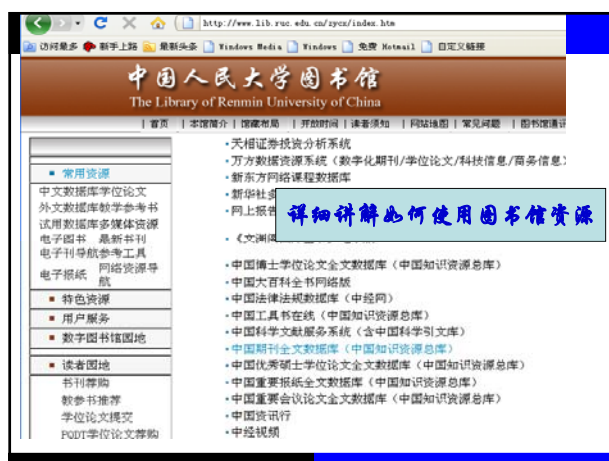 http://www.lib.ruc.edu.cn/zycx/index.htm
访问最多 新手上路 最新头条 Windows Media Windows 免费 Hotmail 自定义链接
中国人民大学图书馆
The Library of Renmin University of China
| 首页 | 本馆简介 | 馆藏布局 | 开放时间 | 读者须知 | 网站地图 | 常见问题 | 图书馆通讯
常用资源
中文数据库学位论文
外文数据库教学参考书
试用数据库多媒体资源
电子图书 最新书刊
电子刊导航参考工具
电子报纸 网络资源导航
特色资源
用户服务
数字图书馆园地
读者园地
书刊荐购
教参书推荐
学位论文提交
PQDT学位论文荐购
·天相证券投资分析系统
·万方数据资源系统（数字化期刊/学位论文/科技信息/商务信息）
·新东方网络课程数据库
·新华社多
·网上报告
详细讲解如何使用图书馆资源
·《文渊阁
·中国博士学位论文全文数据库（中国知识资源总库）
·中国大百科全书网络版
·中国法律法规数据库（中经网）
·中国工具书在线（中国知识资源总库）
·中国科学文献服务系统（含中国科学引文库）
·中国期刊全文数据库（中国知识资源总库）
·中国优秀硕士学位论文全文数据库（中国知识资源总库）
·中国重要报纸全文数据库（中国知识资源总库）
·中国重要会议论文全文数据库（中国知识资源总库）
·中国资讯行
·中经视频